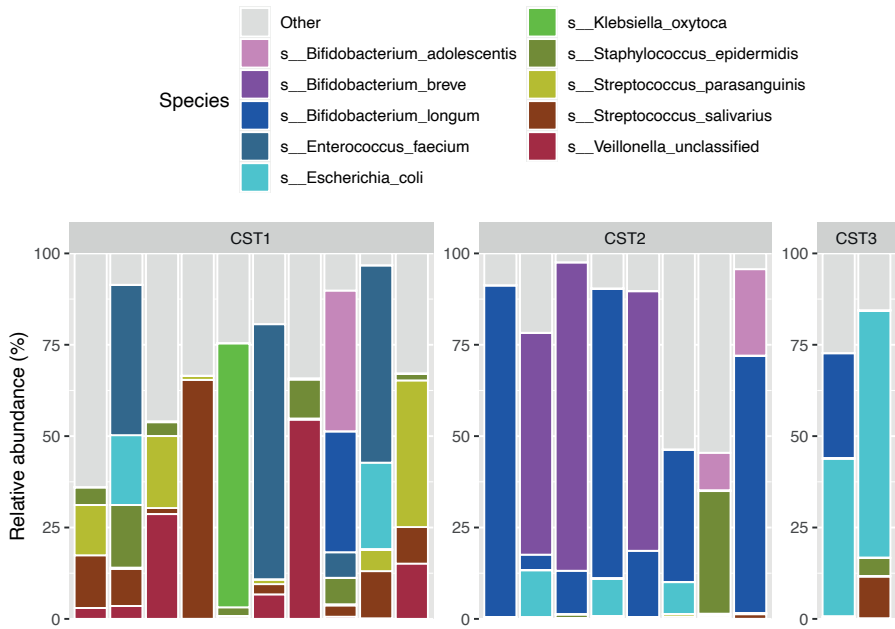 Species
Other
s__Bifidobacterium_adolescentis
s__Bifidobacterium_breve
s__Bifidobacterium_longum
s__Enterococcus_faecium
s__Escherichia_coli
s__Klebsiella_oxytoca
s__Staphylococcus_epidermidis
s__Streptococcus_parasanguinis
s__Streptococcus_salivarius
s__Veillonella_unclassified
Relative abundance (%)
CST1
100
75
50
25
0
CST2
100
75
50
25
0
CST3
100
75
50
25
0